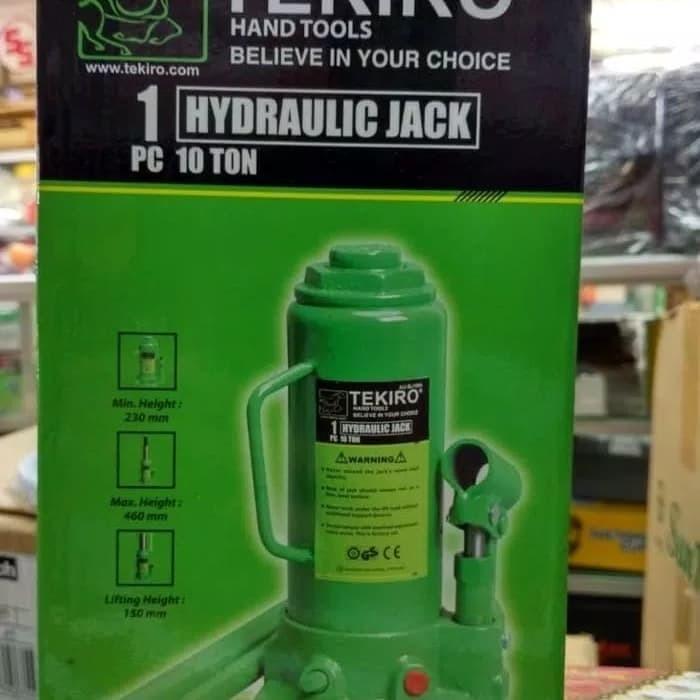 TEKIRO
HAND TOOLS
BELIEVE IN YOUR CHOICE
www.tekiro.com
1
PC
HYDRAULIC JACK
10 TON
Min. Height :
230 mm
Max. Height :
460 mm
Lifting Height :
150 mm
TEKIRO
HAND TOOLS
BELIEVE IN YOUR CHOICE
1 HYDRAULIC JACK
PC 10 TON
WARNING
GS CE